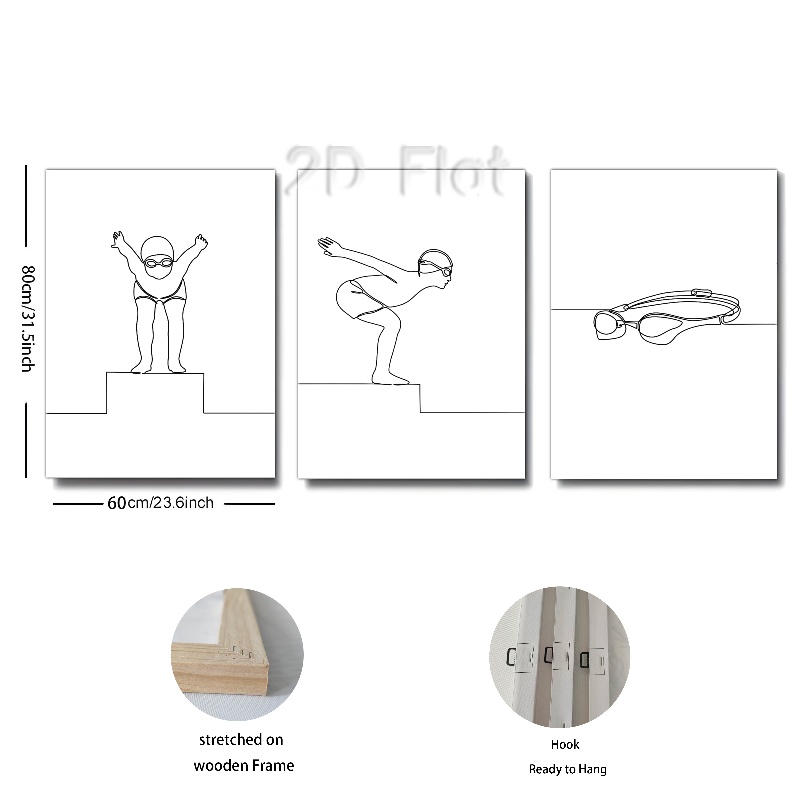 2D Flat
80cm/31.5inch
60cm/23.6inch
stretched on
wooden Frame
Hook
Ready to Hang